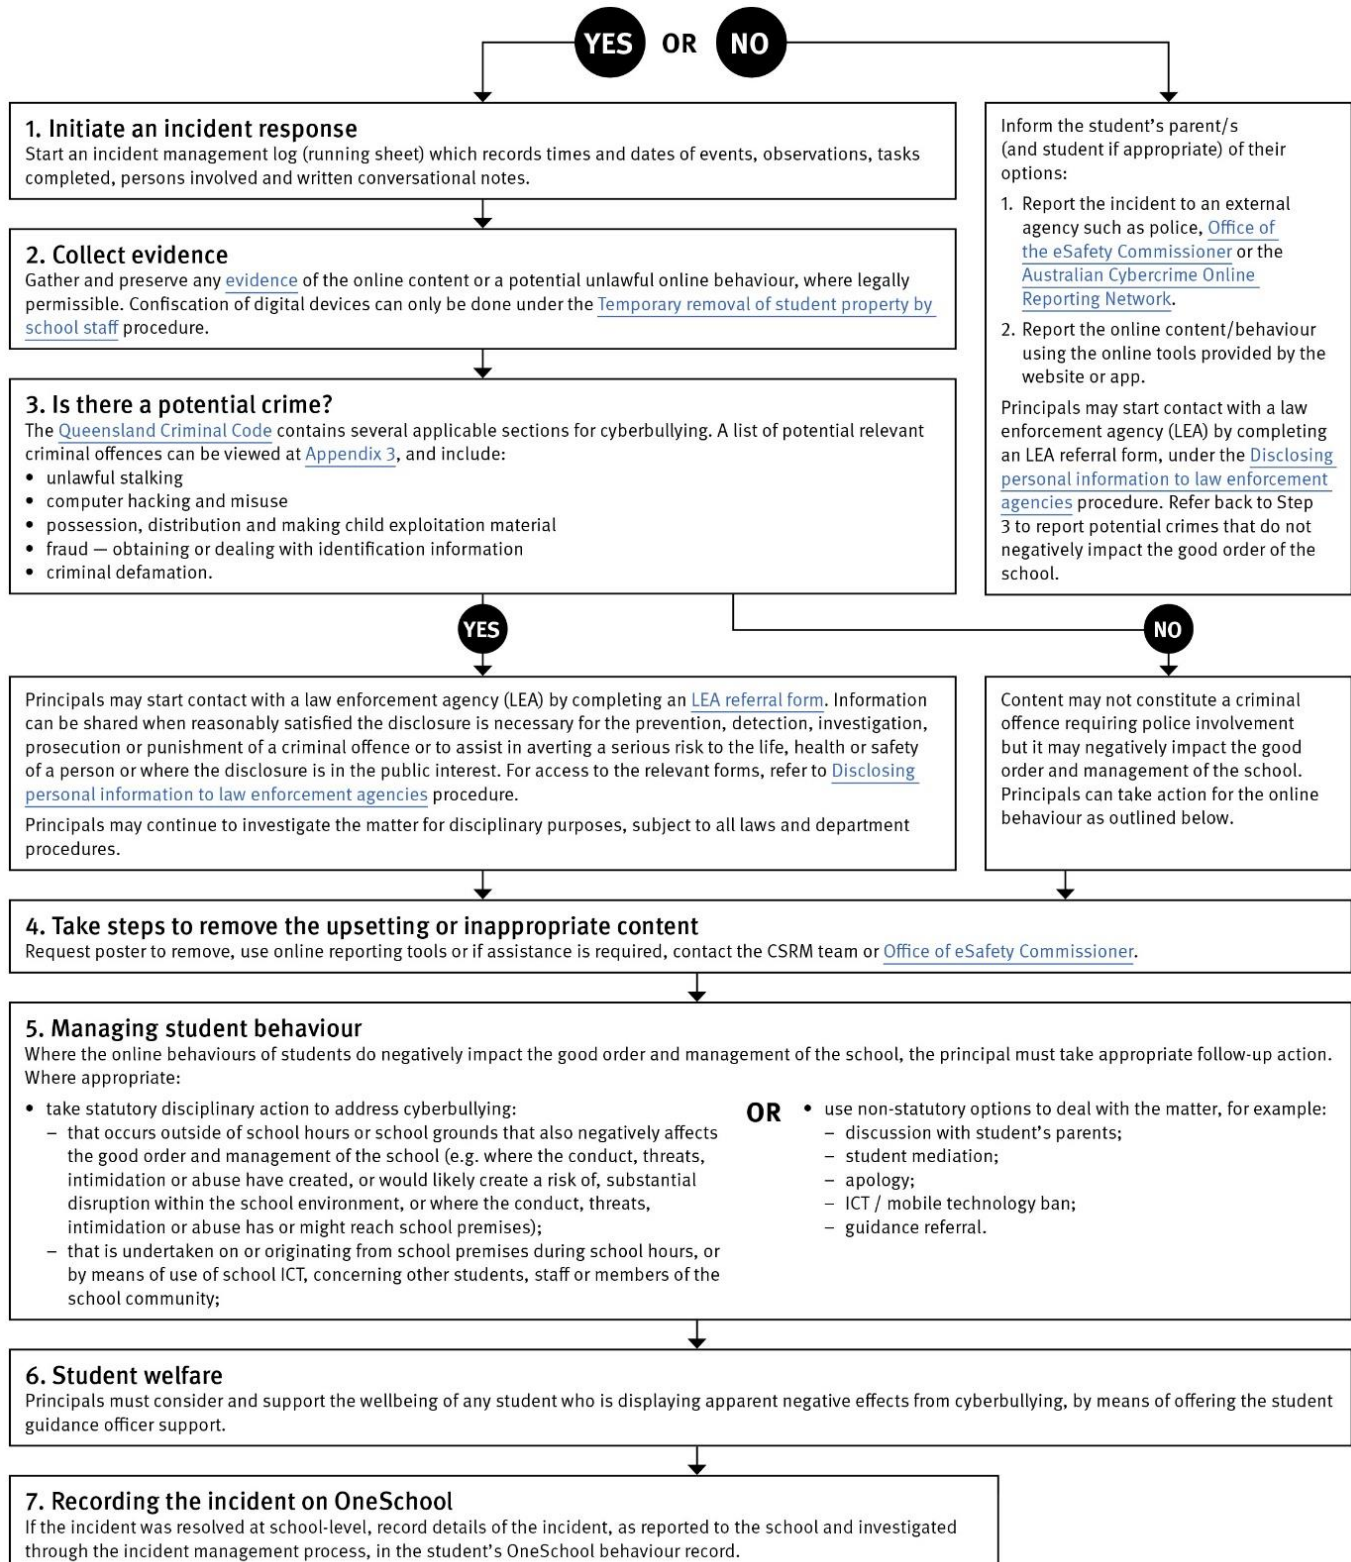 YES OR NO
1. Initiate an incident response
Start an incident management log (running sheet) which records times and dates of events, observations, tasks
completed, persons involved and written conversational notes.
Inform the student's parent/s
(and student if appropriate) of their
options:
1. Report the incident to an external
agency such as police, Office of
the eSafety Commissioner or the
Australian Cybercrime Online
Reporting Network.
2. Report the online content/behaviour
using the online tools provided by the
website or app.
Principals may start contact with a law
enforcement agency (LEA) by completing
an LEA referral form, under the Disclosing
personal information to law enforcement
agencies procedure. Refer back to Step
3 to report potential crimes that do not
negatively impact the good order of the
school.
2. Collect evidence
Gather and preserve any evidence of the online content or a potential unlawful online behaviour, where legally
permissible. Confiscation of digital devices can only be done under the Temporary removal of student property by
school staff procedure.
3. Is there a potential crime?
The Queensland Criminal Code contains several applicable sections for cyberbullying. A list of potential relevant
criminal offences can be viewed at Appendix 3, and include:
• unlawful stalking
• computer hacking and misuse
• possession, distribution and making child exploitation material
• fraud — obtaining or dealing with identification information
• criminal defamation.
YES
NO
Principals may start contact with a law enforcement agency (LEA) by completing an LEA referral form. Information
can be shared when reasonably satisfied the disclosure is necessary for the prevention, detection, investigation,
prosecution or punishment of a criminal offence or to assist in averting a serious risk to the life, health or safety
of a person or where the disclosure is in the public interest. For access to the relevant forms, refer to Disclosing
personal information to law enforcement agencies procedure.
Principals may continue to investigate the matter for disciplinary purposes, subject to all laws and department
procedures.
Content may not constitute a criminal
offence requiring police involvement
but it may negatively impact the good
order and management of the school.
Principals can take action for the online
behaviour as outlined below.
4. Take steps to remove the upsetting or inappropriate content
Request poster to remove, use online reporting tools or if assistance is required, contact the CSRM team or Office of eSafety Commissioner.
5. Managing student behaviour
Where the online behaviours of students do negatively impact the good order and management of the school, the principal must take appropriate follow-up action.
Where appropriate:
• take statutory disciplinary action to address cyberbullying:
– that occurs outside of school hours or school grounds that also negatively affects
the good order and management of the school (e.g. where the conduct, threats,
intimidation or abuse have created, or would likely create a risk of, substantial
disruption within the school environment, or where the conduct, threats,
intimidation or abuse has or might reach school premises);
– that is undertaken on or originating from school premises during school hours, or
by means of use of school ICT, concerning other students, staff or members of the
school community;
OR
• use non-statutory options to deal with the matter, for example:
– discussion with student's parents;
– student mediation;
– apology;
– ICT / mobile technology ban;
– guidance referral.
6. Student welfare
Principals must consider and support the wellbeing of any student who is displaying apparent negative effects from cyberbullying, by means of offering the student
guidance officer support.
7. Recording the incident on OneSchool
If the incident was resolved at school-level, record details of the incident, as reported to the school and investigated
through the incident management process, in the student's OneSchool behaviour record.